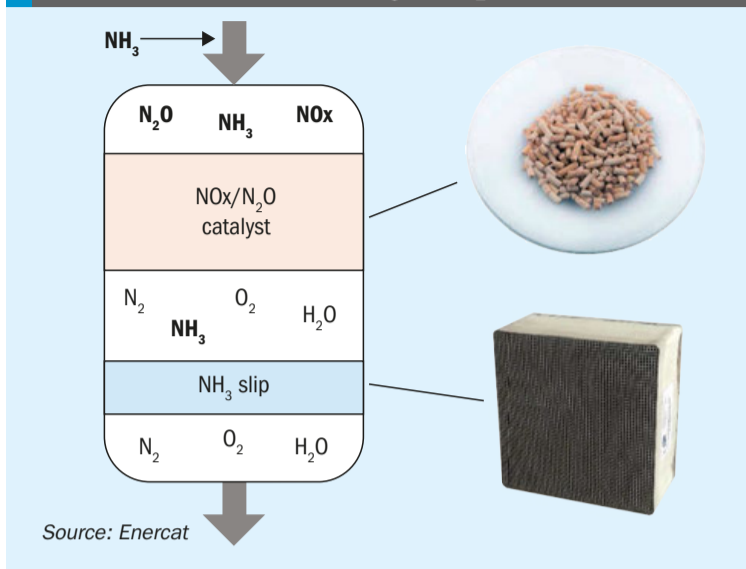 NH₃
N₂O NH₃ NOx
NOx/N₂O
catalyst
N₂ O₂ H₂O
NH₃
NH₃ slip
N₂ O₂ H₂O
Source: Enercat